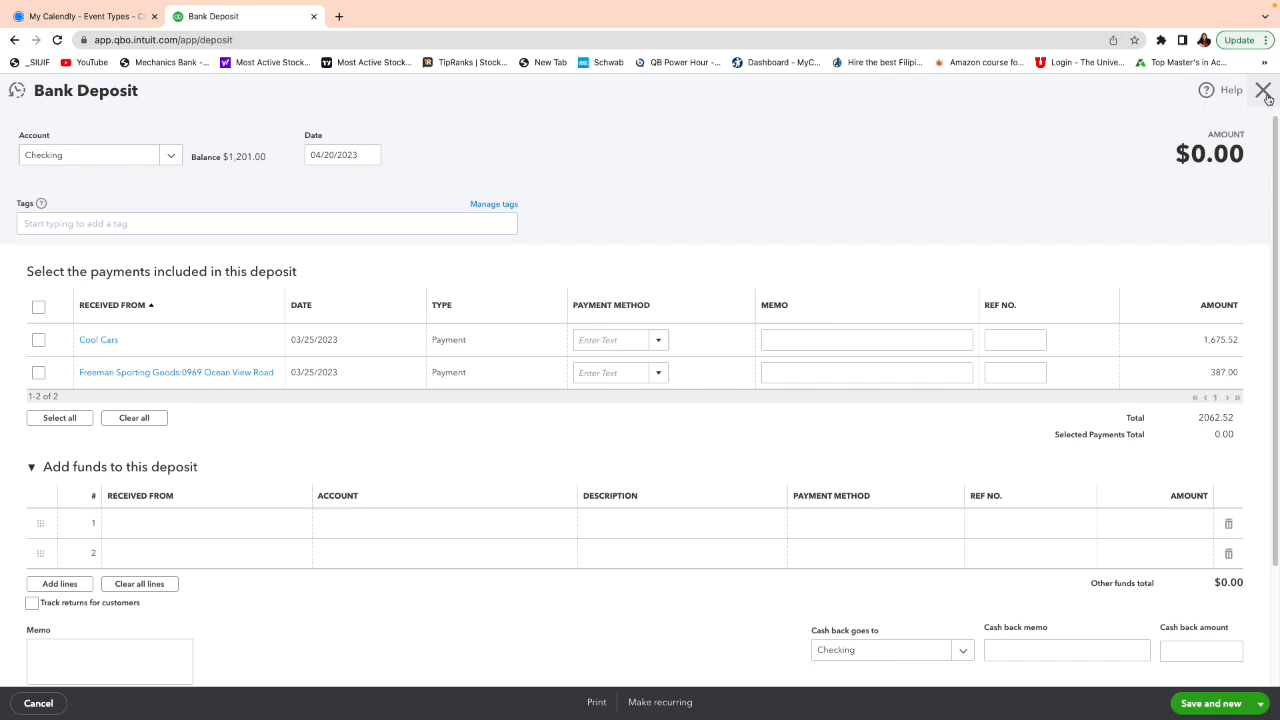 My Calendly - Event Types - C
Bank Deposit
app.qbo.intuit.com/app/deposit
Update
_SIUIF
YouTube
Mechanics Bank -...
Most Active Stock...
Most Active Stock...
TipRanks | Stock...
New Tab
Schwab
QB Power Hour -...
Dashboard - MyC...
Hire the best Filipi...
Amazon course fo...
Login - The Unive...
Top Master's in Ac...
»
Bank Deposit
Help
Account
Date
AMOUNT
Checking
Balance $1,201.00
04/20/2023
$0.00
Tags
Manage tags
Start typing to add a tag
Select the payments included in this deposit
RECEIVED FROM
DATE
TYPE
PAYMENT METHOD
MEMO
REF NO.
AMOUNT
Cool Cars
03/25/2023
Payment
Enter Text
1,675.52
Freeman Sporting Goods:0969 Ocean View Road
03/25/2023
Payment
Enter Text
387.00
1-2 of 2
« ‹ 1 › »
Select all
Clear all
Total
2062.52
Selected Payments Total
0.00
Add funds to this deposit
#
RECEIVED FROM
ACCOUNT
DESCRIPTION
PAYMENT METHOD
REF NO.
AMOUNT
1
2
Add lines
Clear all lines
Other funds total
$0.00
Track returns for customers
Memo
Cash back goes to
Cash back memo
Cash back amount
Checking
Cancel
Print
Make recurring
Save and new